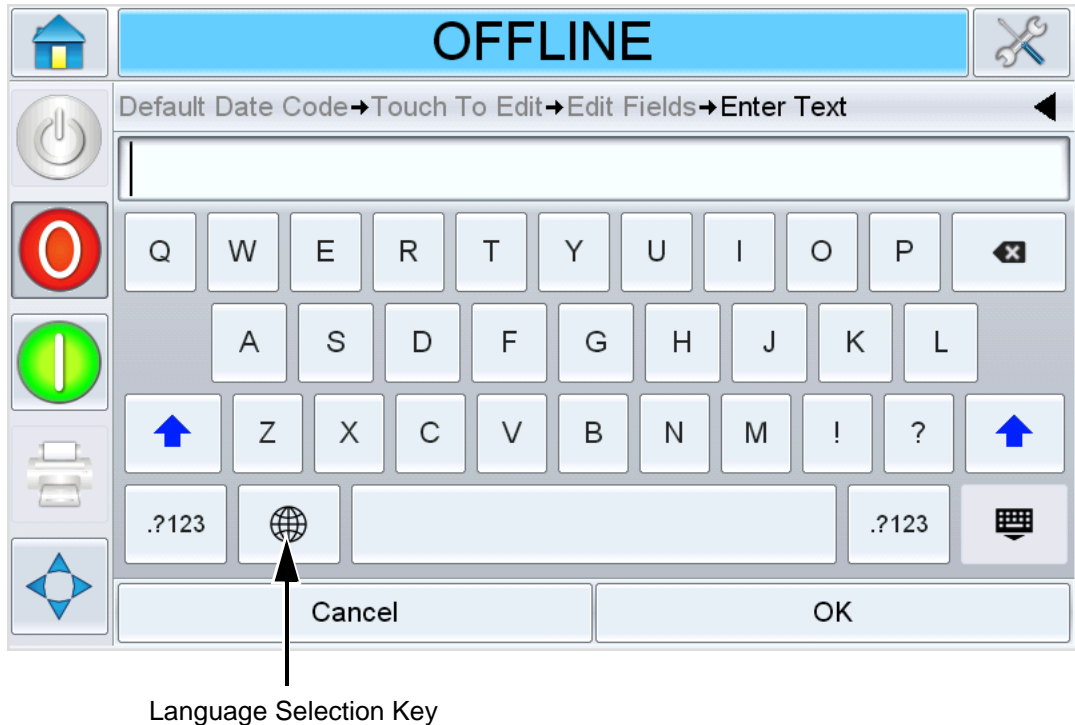 OFFLINE
Default Date Code→Touch To Edit→Edit Fields→Enter Text
Q W E R T Y U I O P
A S D F G H J K L
Z X C V B N M ! ?
.?123 .?123
Cancel OK
Language Selection Key